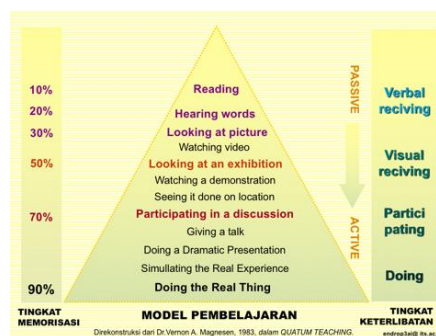 10%
20%
30%
50%
70%
90%
TINGKAT
MEMORISASI
Reading
Hearing words
Looking at picture
Watching video
Looking at an exhibition
Watching a demonstration
Seeing it done on location
Participating in a discussion
Giving a talk
Doing a Dramatic Presentation
Simullating the Real Experience
Doing the Real Thing
MODEL PEMBELAJARAN
PASSIVE
ACTIVE
Verbal
reciving
Visual
reciving
Partici
pating
Doing
TINGKAT
KETERLIBATAN
Direkonstruksi dari Dr.Vernon A. Magnesen, 1983, dalam QUATUM TEACHING.